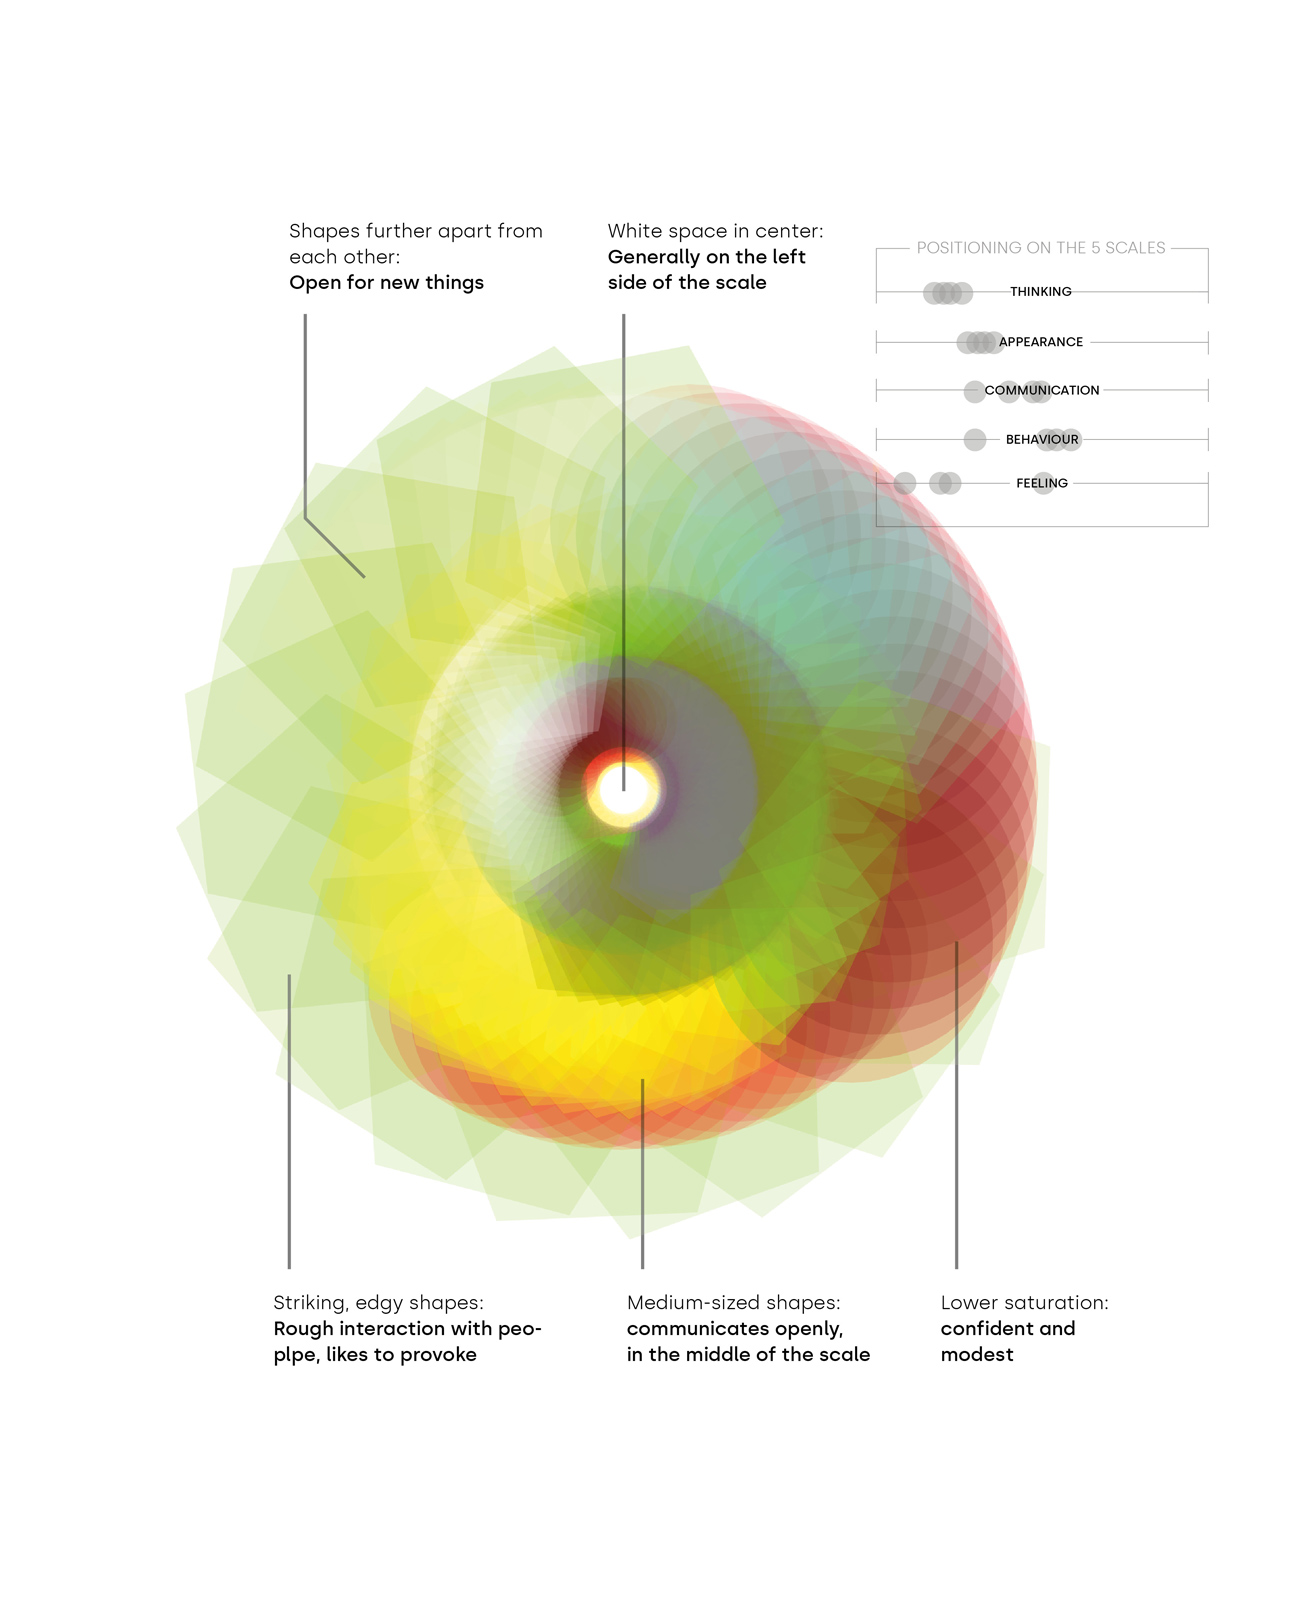 Shapes further apart from
each other:
Open for new things
White space in center:
Generally on the left
side of the scale
POSITIONING ON THE 5 SCALES
THINKING
APPEARANCE
COMMUNICATION
BEHAVIOUR
FEELING
Striking, edgy shapes:
Rough interaction with peo-
plpe, likes to provoke
Medium-sized shapes:
communicates openly,
in the middle of the scale
Lower saturation:
confident and
modest